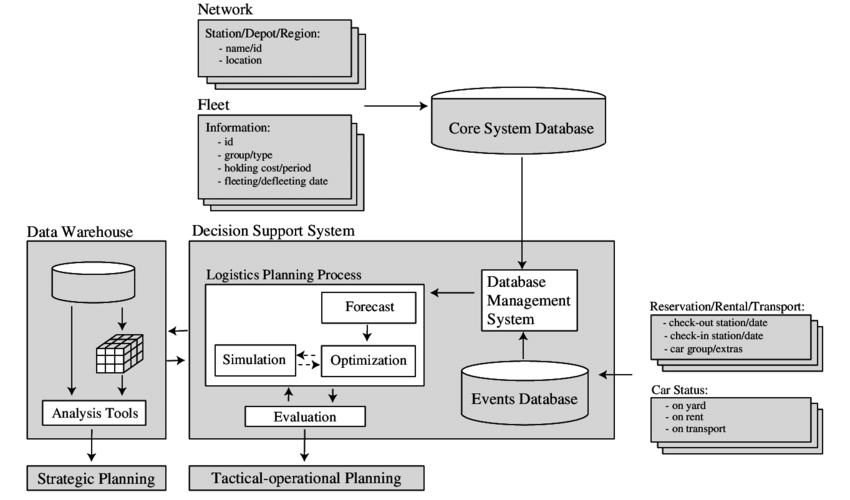 Network
Station/Depot/Region:
- name/id
- location
Fleet
Information:
- id
- group/type
- holding cost/period
- fleeting/defleeting date
Core System Database
Data Warehouse
Analysis Tools
Strategic Planning
Decision Support System
Logistics Planning Process
Forecast
Simulation
Optimization
Evaluation
Database
Management
System
Events Database
Tactical-operational Planning
Reservation/Rental/Transport:
- check-out station/date
- check-in station/date
- car group/extras
Car Status:
- on yard
- on rent
- on transport